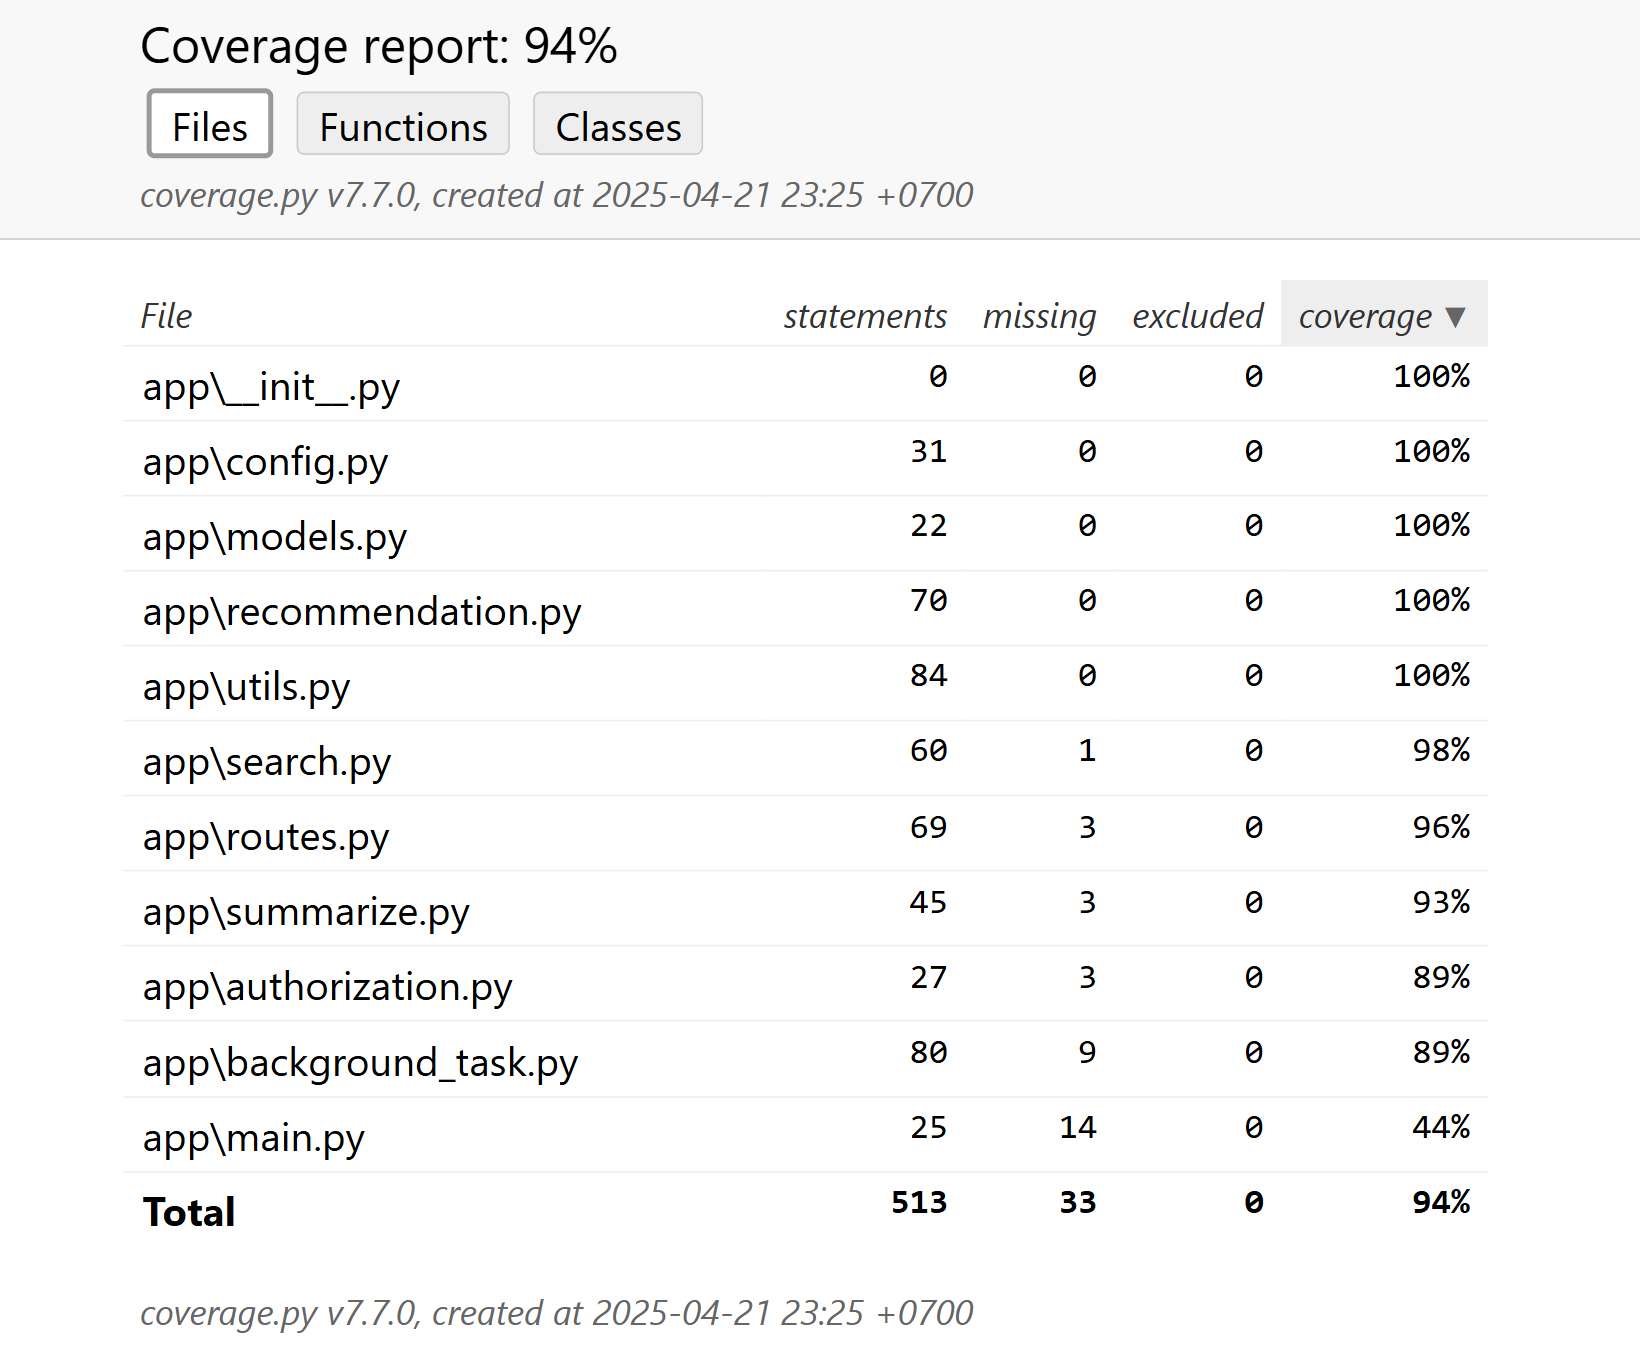 Coverage report: 94%
Files Functions Classes
coverage.py v7.7.0, created at 2025-04-21 23:25 +0700
File statements missing excluded coverage ▼
app\__init__.py 0 0 0 100%
app\config.py 31 0 0 100%
app\models.py 22 0 0 100%
app\recommendation.py 70 0 0 100%
app\utils.py 84 0 0 100%
app\search.py 60 1 0 98%
app\routes.py 69 3 0 96%
app\summarize.py 45 3 0 93%
app\authorization.py 27 3 0 89%
app\background_task.py 80 9 0 89%
app\main.py 25 14 0 44%
Total 513 33 0 94%
coverage.py v7.7.0, created at 2025-04-21 23:25 +0700